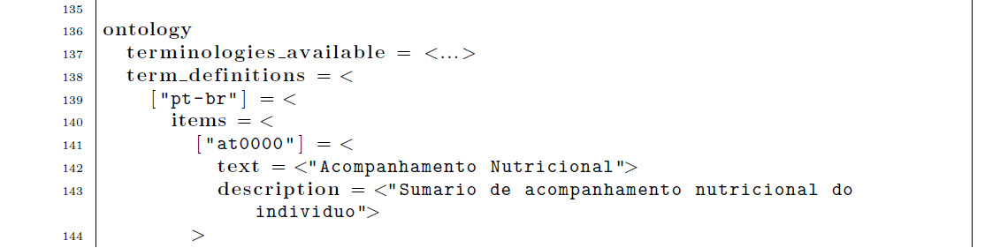 135
136 ontology
137 terminologies_available = <...>
138 term_definitions = <
139 ["pt-br"] = <
140 items = <
141 ["at0000"] = <
142 text = <"Acompanhamento Nutricional">
143 description = <"Sumario de acompanhamento nutricional do
individuo">
144 >